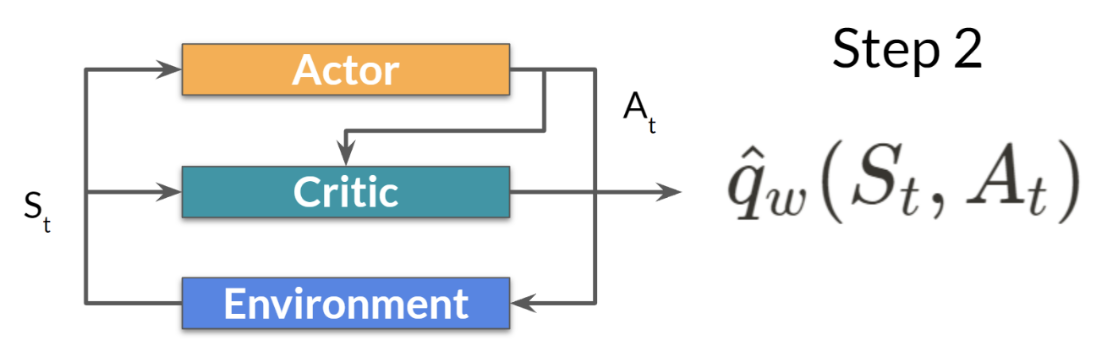 Step 2
Actor
A_t
q̂_w(S_t, A_t)
Critic
S_t
Environment